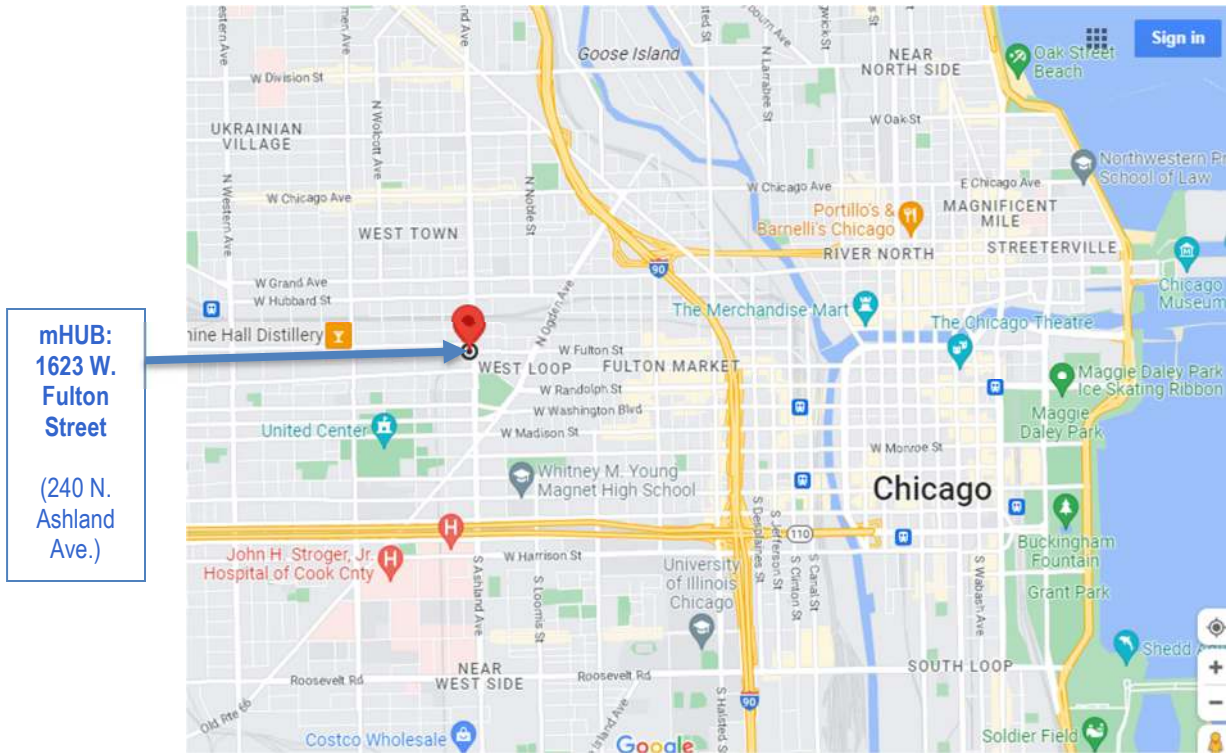 mHUB:
1623 W.
Fulton
Street
(240 N.
Ashland
Ave.)
Sign in
Goose Island
NEAR
NORTH SIDE
Oak Street
Beach
W Division St
N Wolcott Ave
N Larrabee St
W Oak St
UKRAINIAN
VILLAGE
Northwestern Pr
School of Law
N Western Ave
N Noble St
W Chicago Ave
W Chicago Ave
E Chicago Ave
MAGNIFICENT
MILE
Portillo's &
Barnelli's Chicago
WEST TOWN
RIVER NORTH
STREETERVILLE
90
W Grand Ave
W Hubbard St
Chicago
Museum
N Ogden Ave
The Merchandise Mart
The Chicago Theatre
hine Hall Distillery
W Fulton St
WEST LOOP
FULTON MARKET
W Randolph St
W Washington Blvd
Maggie Daley Park
Ice Skating Ribbon
Maggie
Daley Park
United Center
W Madison St
W Monroe St
Whitney M. Young
Magnet High School
Chicago
S Desplaines St
S Jefferson St
S Clinton St
S Canal St
110
John H. Stroger, Jr.
Hospital of Cook Cnty
W Harrison St
University
of Illinois
Chicago
Buckingham
Fountain
Grant Park
S Ashland Ave
S Loomis St
S Wabash Ave
NEAR
WEST SIDE
SOUTH LOOP
Shedd
Roosevelt Rd
Roosevelt Rd
S Halsted S
90
Old Rte 66
Costco Wholesale
Island Ave
Google
Soldier Field